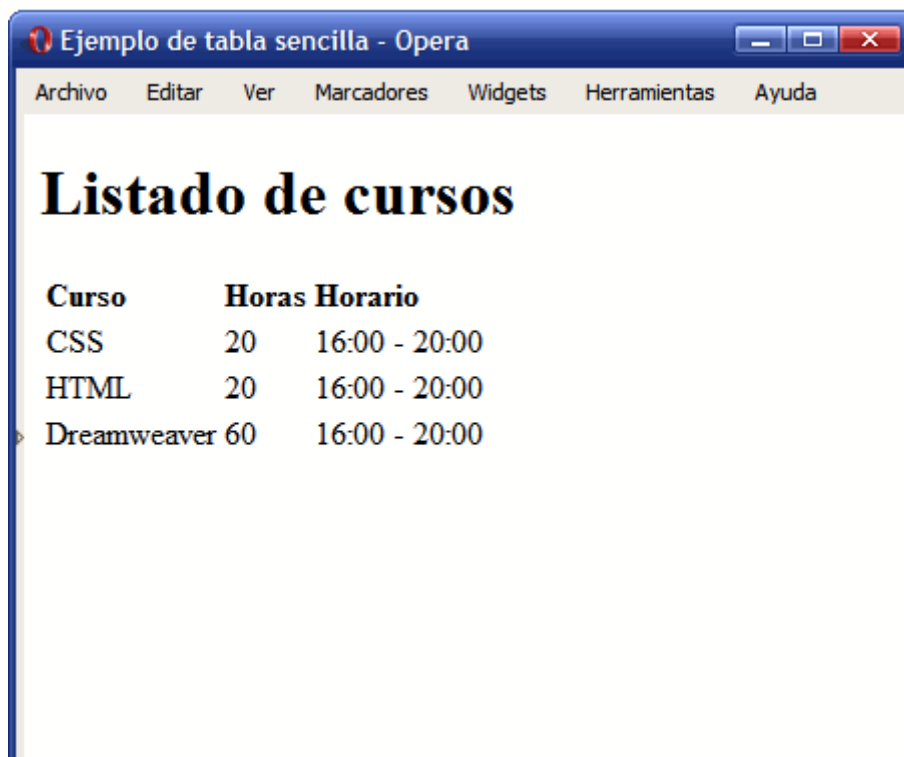 Ejemplo de tabla sencilla - Opera
Archivo Editar Ver Marcadores Widgets Herramientas Ayuda
Listado de cursos
Curso Horas Horario
CSS 20 16:00 - 20:00
HTML 20 16:00 - 20:00
Dreamweaver 60 16:00 - 20:00